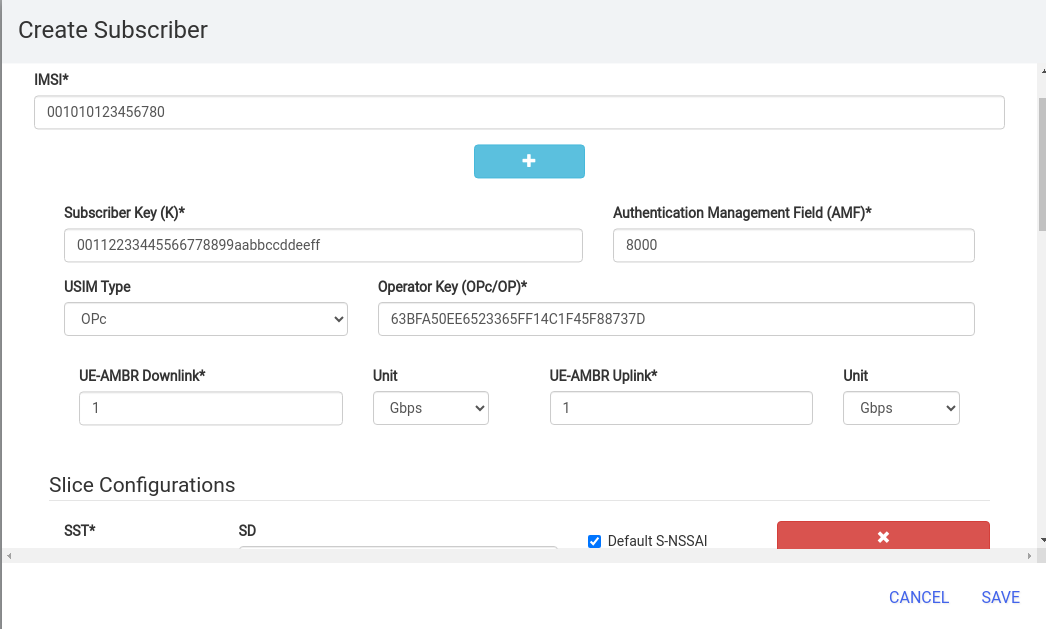 Create Subscriber
IMSI*
001010123456780
Subscriber Key (K)* Authentication Management Field (AMF)*
00112233445566778899aabbccddeeff 8000
USIM Type Operator Key (OPc/OP)*
OPc 63BFA50EE6523365FF14C1F45F88737D
UE-AMBR Downlink* Unit UE-AMBR Uplink* Unit
1 Gbps 1 Gbps
Slice Configurations
SST* SD
Default S-NSSAI
CANCEL SAVE